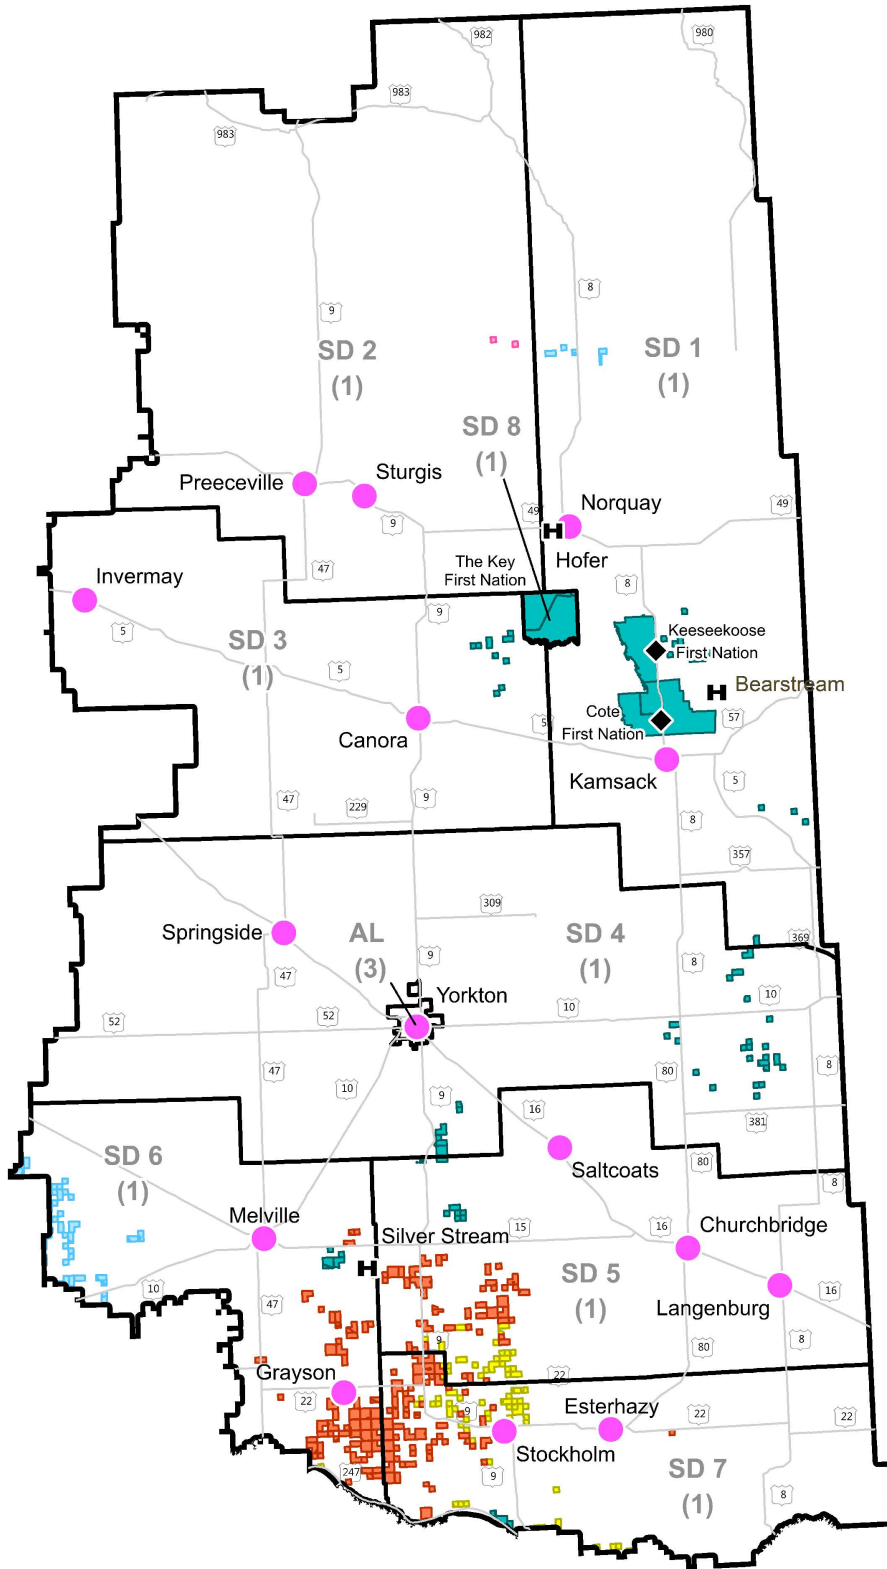 982
980
983
983
8
9
SD 2
(1)
SD 1
(1)
SD 8
(1)
Preeceville
Sturgis
Norquay
49
49
9
Hofer
The Key
First Nation
47
8
Invermay
9
5
SD 3
(1)
Keeseekoose
First Nation
5
Bearstream
Cote
First Nation
57
5
Canora
Kamsack
5
47
229
9
8
357
309
Springside
AL
(3)
SD 4
(1)
369
9
8
47
Yorkton
10
10
52
52
47
10
9
80
8
16
381
SD 6
(1)
Saltcoats
80
8
Melville
Silver Stream
15
16
Churchbridge
SD 5
(1)
10
47
Langenburg
16
9
80
8
Grayson
22
22
9
Esterhazy
22
22
Stockholm
247
9
SD 7
(1)
8